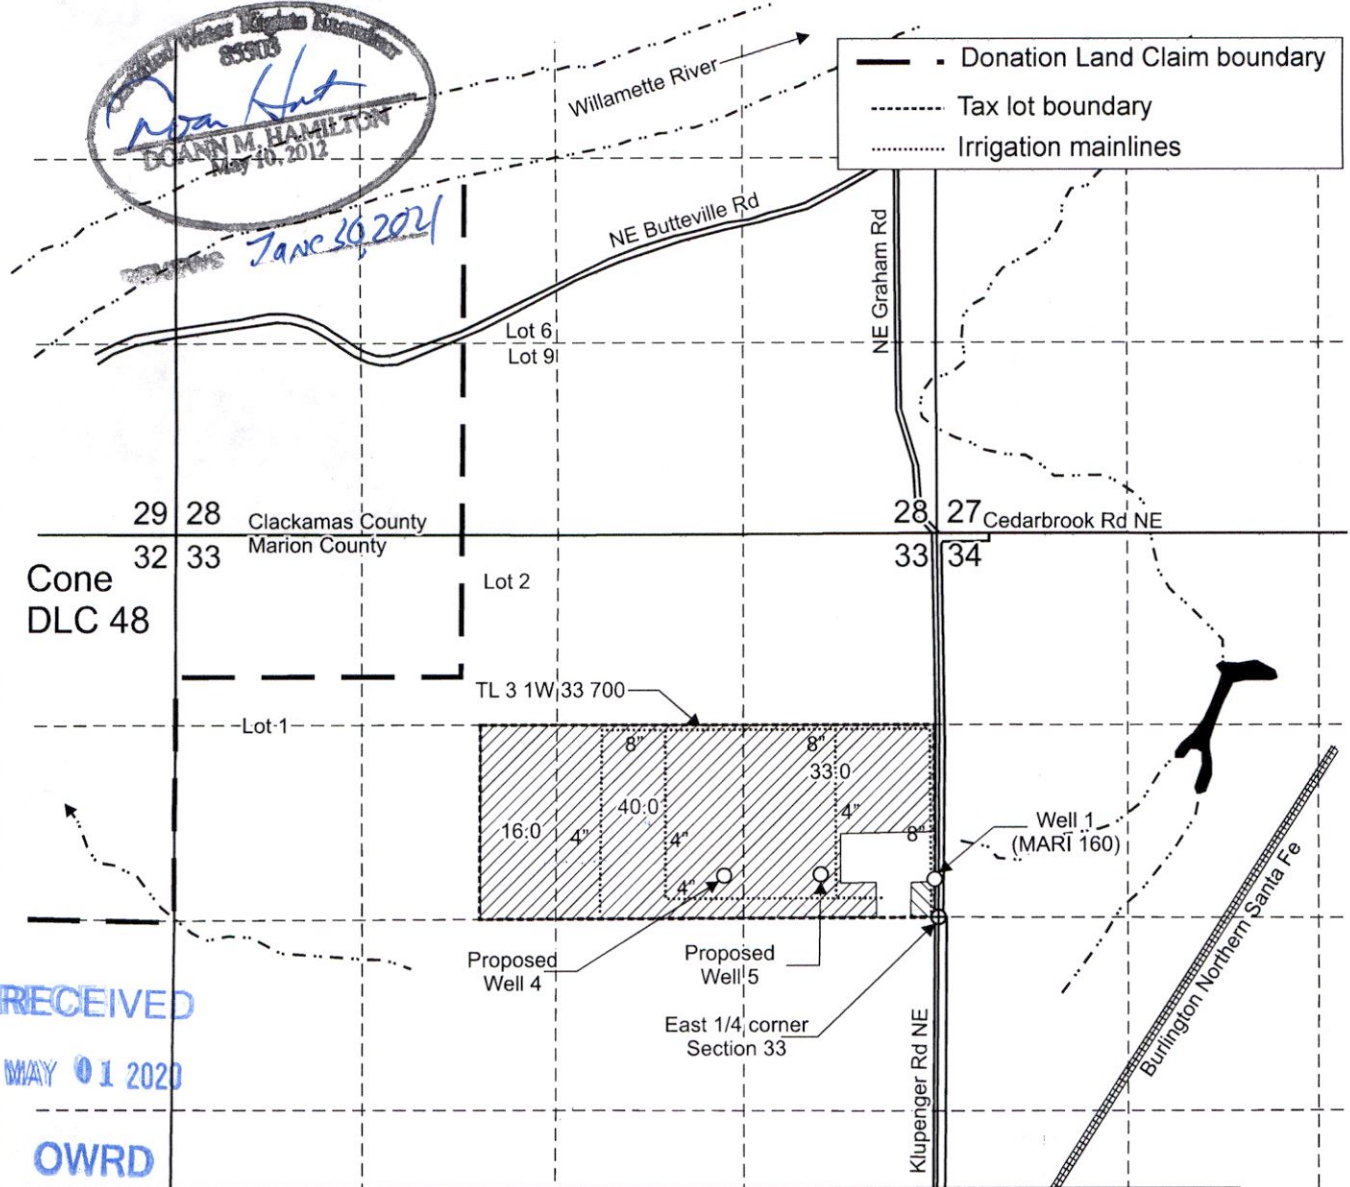 Certified Water Rights Examiner
DOANN M. HAMILTON
May 10, 2012
June 30, 2021
Willamette River
Donation Land Claim boundary
Tax lot boundary
Irrigation mainlines
NE Butteville Rd
NE Graham Rd
Lot 6
Lot 9
29 28
Clackamas County
28 27
Cedarbrook Rd NE
32 33
Marion County
33 34
Cone
DLC 48
Lot 2
TL 3 1W 33 700
Lot 1
8"
8"
33.0
40.0
4"
16.0
4"
4"
8"
Well 1
(MARI 160)
4"
Proposed
Well 4
Proposed
Well 5
East 1/4 corner
Section 33
Klupenger Rd NE
Burlington Northern Santa Fe
RECEIVED
MAY 01 2020
OWRD